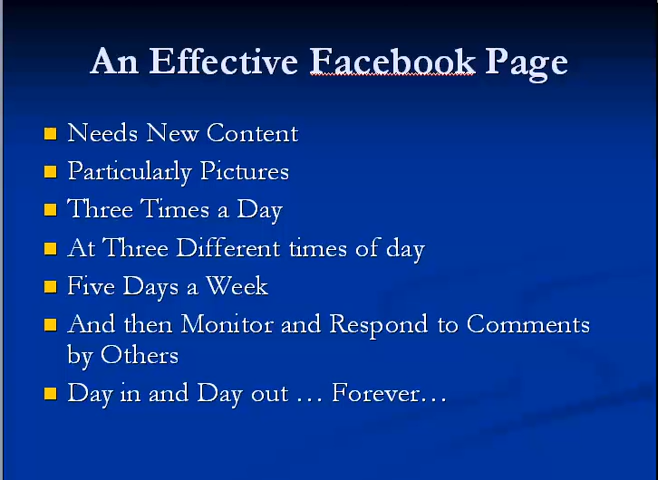 An Effective Facebook Page
Needs New Content
Particularly Pictures
Three Times a Day
At Three Different times of day
Five Days a Week
And then Monitor and Respond to Comments
by Others
Day in and Day out … Forever…